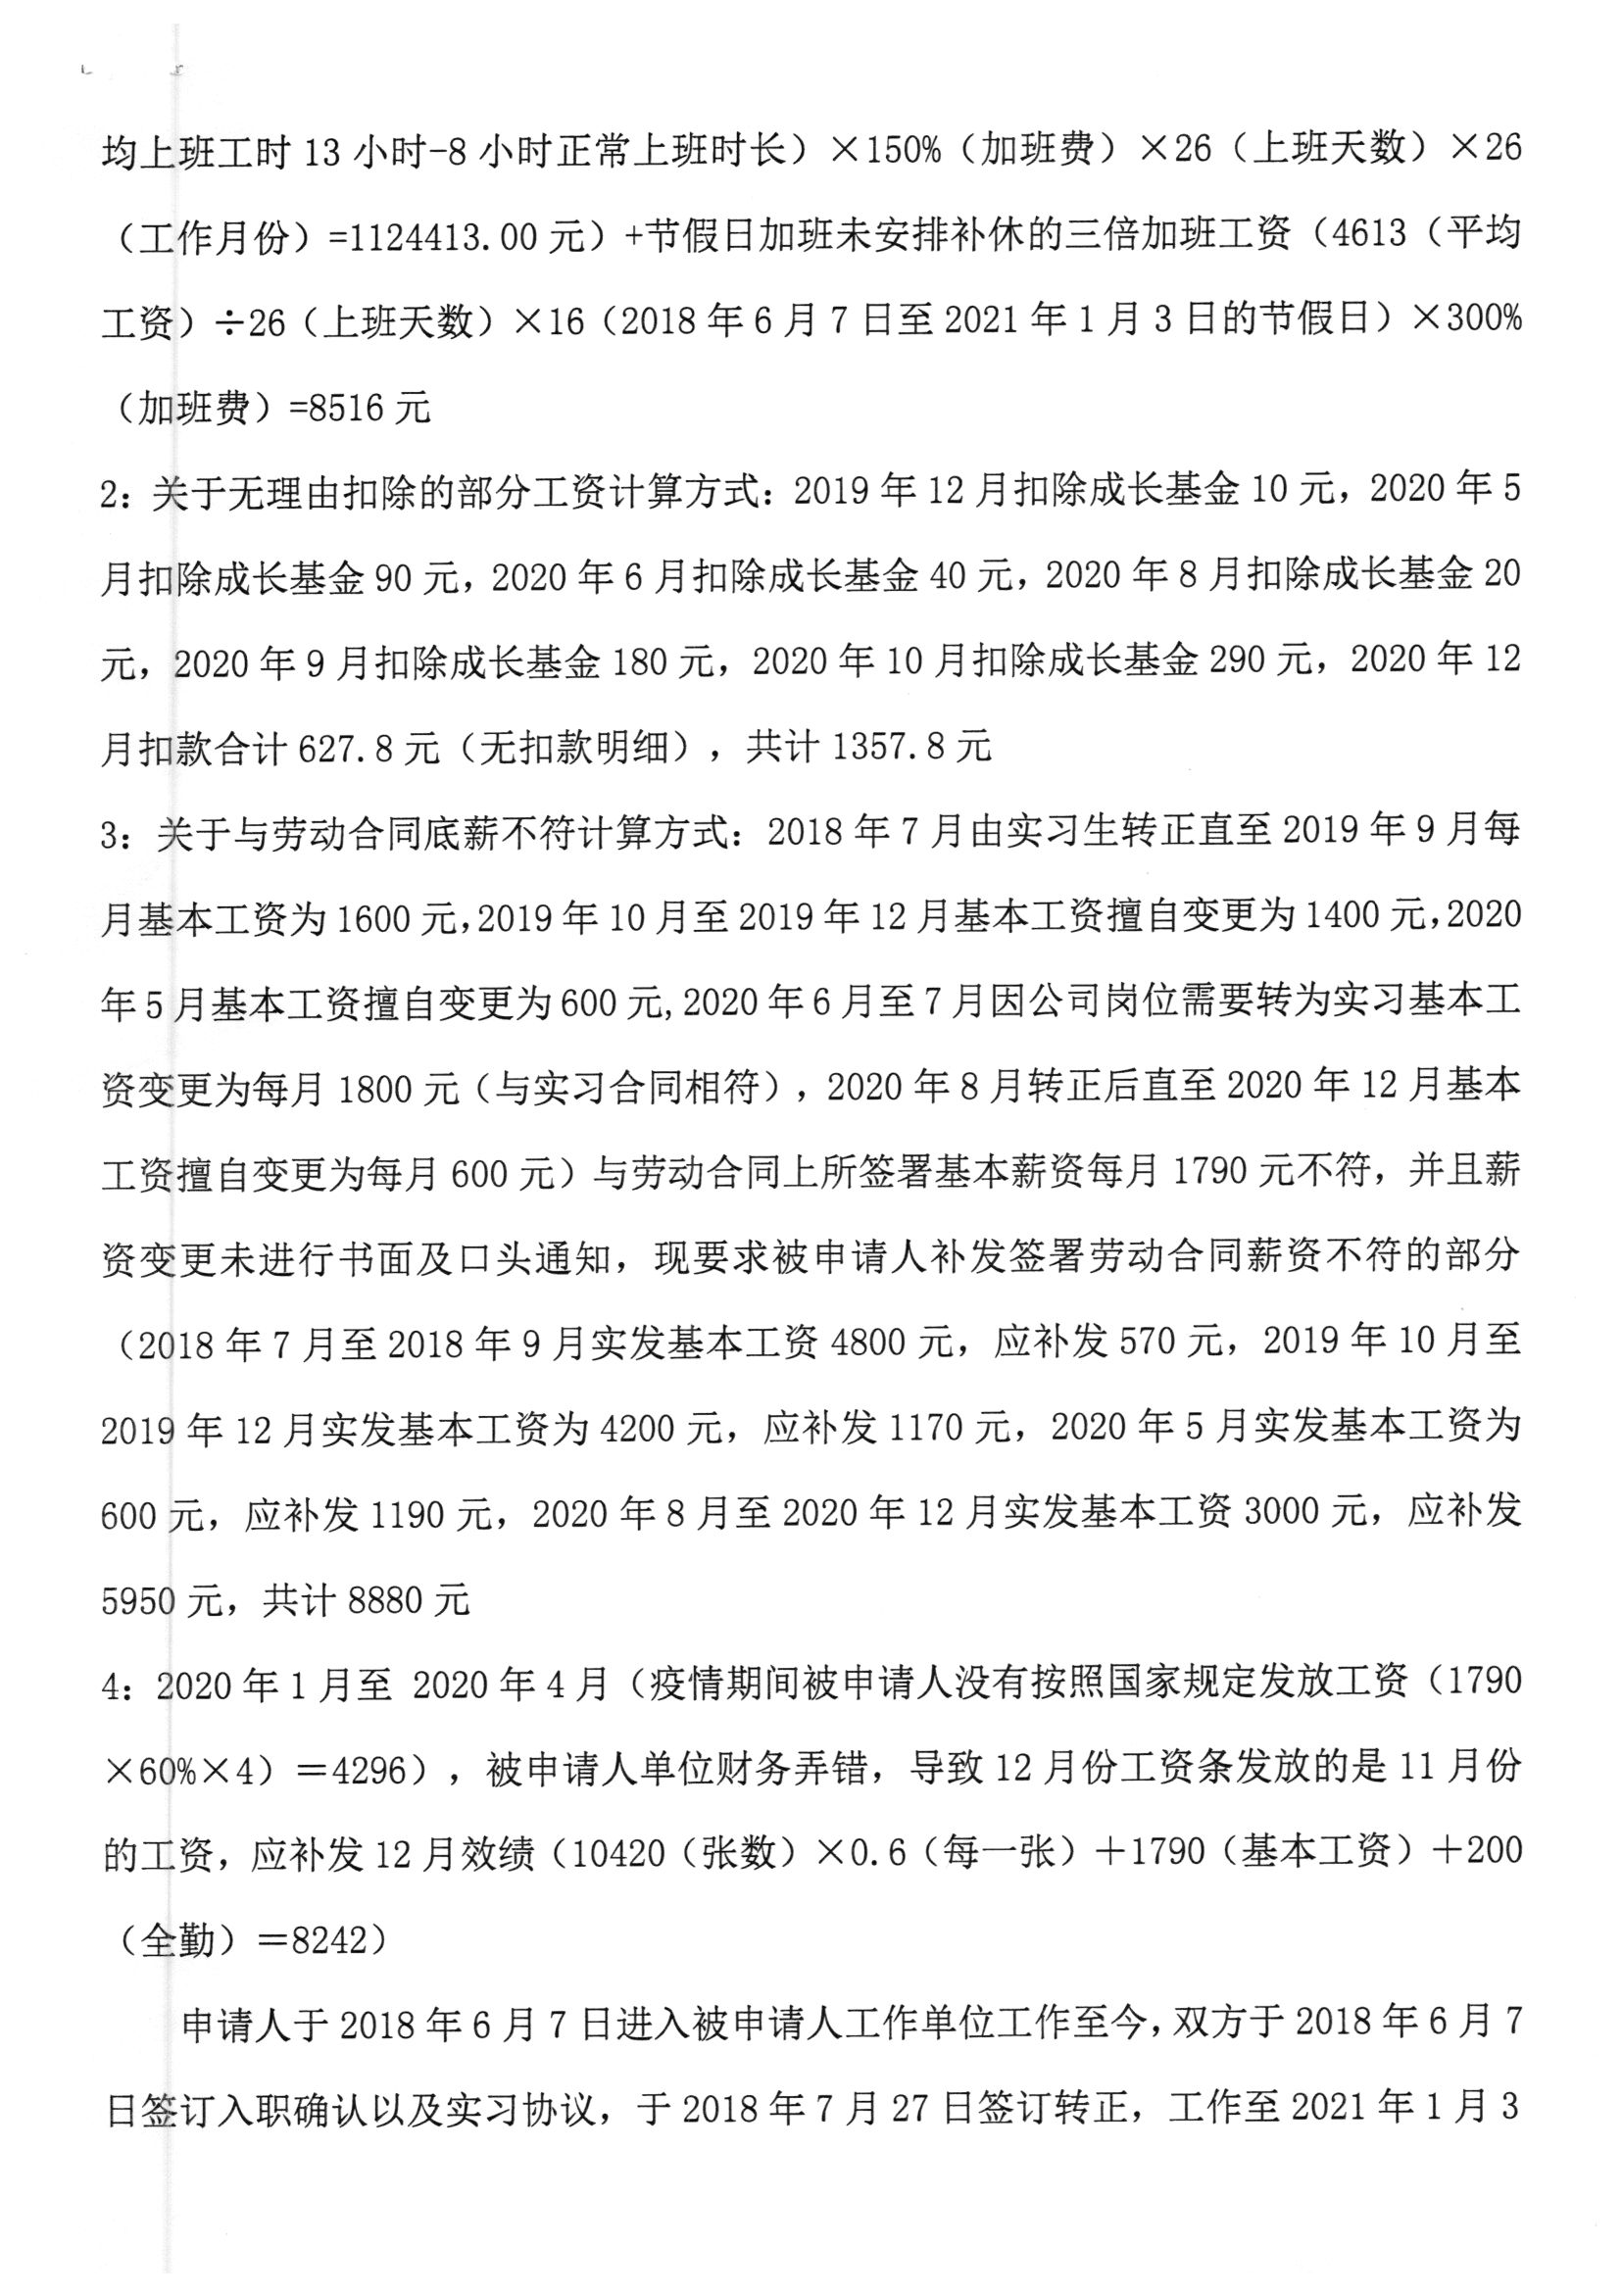 均上班工时 13 小时-8 小时正常上班时长）×150%（加班费）×26（上班天数）×26
（工作月份）=1124413.00 元）+节假日加班未安排补休的三倍加班工资（4613（平均
工资）÷26（上班天数）×16（2018 年 6 月 7 日至 2021 年 1 月 3 日的节假日）×300%
（加班费）=8516 元
2：关于无理由扣除的部分工资计算方式：2019 年 12 月扣除成长基金 10 元，2020 年 5
月扣除成长基金 90 元，2020 年 6 月扣除成长基金 40 元，2020 年 8 月扣除成长基金 20
元，2020 年 9 月扣除成长基金 180 元，2020 年 10 月扣除成长基金 290 元，2020 年 12
月扣款合计 627.8 元（无扣款明细），共计 1357.8 元
3：关于与劳动合同底薪不符计算方式：2018 年 7 月由实习生转正直至 2019 年 9 月每
月基本工资为 1600 元,2019 年 10 月至 2019 年 12 月基本工资擅自变更为 1400 元,2020
年 5 月基本工资擅自变更为 600 元,2020 年 6 月至 7 月因公司岗位需要转为实习基本工
资变更为每月 1800 元（与实习合同相符），2020 年 8 月转正后直至 2020 年 12 月基本
工资擅自变更为每月 600 元）与劳动合同上所签署基本薪资每月 1790 元不符，并且薪
资变更未进行书面及口头通知，现要求被申请人补发签署劳动合同薪资不符的部分
（2018 年 7 月至 2018 年 9 月实发基本工资 4800 元，应补发 570 元，2019 年 10 月至
2019 年 12 月实发基本工资为 4200 元，应补发 1170 元，2020 年 5 月实发基本工资为
600 元，应补发 1190 元，2020 年 8 月至 2020 年 12 月实发基本工资 3000 元，应补发
5950 元，共计 8880 元
4：2020 年 1 月至 2020 年 4 月（疫情期间被申请人没有按照国家规定发放工资（1790
×60%×4）＝4296），被申请人单位财务弄错，导致 12 月份工资条发放的是 11 月份
的工资，应补发 12 月效绩（10420（张数）×0.6（每一张）＋1790（基本工资）＋200
（全勤）＝8242）
申请人于 2018 年 6 月 7 日进入被申请人工作单位工作至今,双方于 2018 年 6 月 7
日签订入职确认以及实习协议，于 2018 年 7 月 27 日签订转正，工作至 2021 年 1 月 3